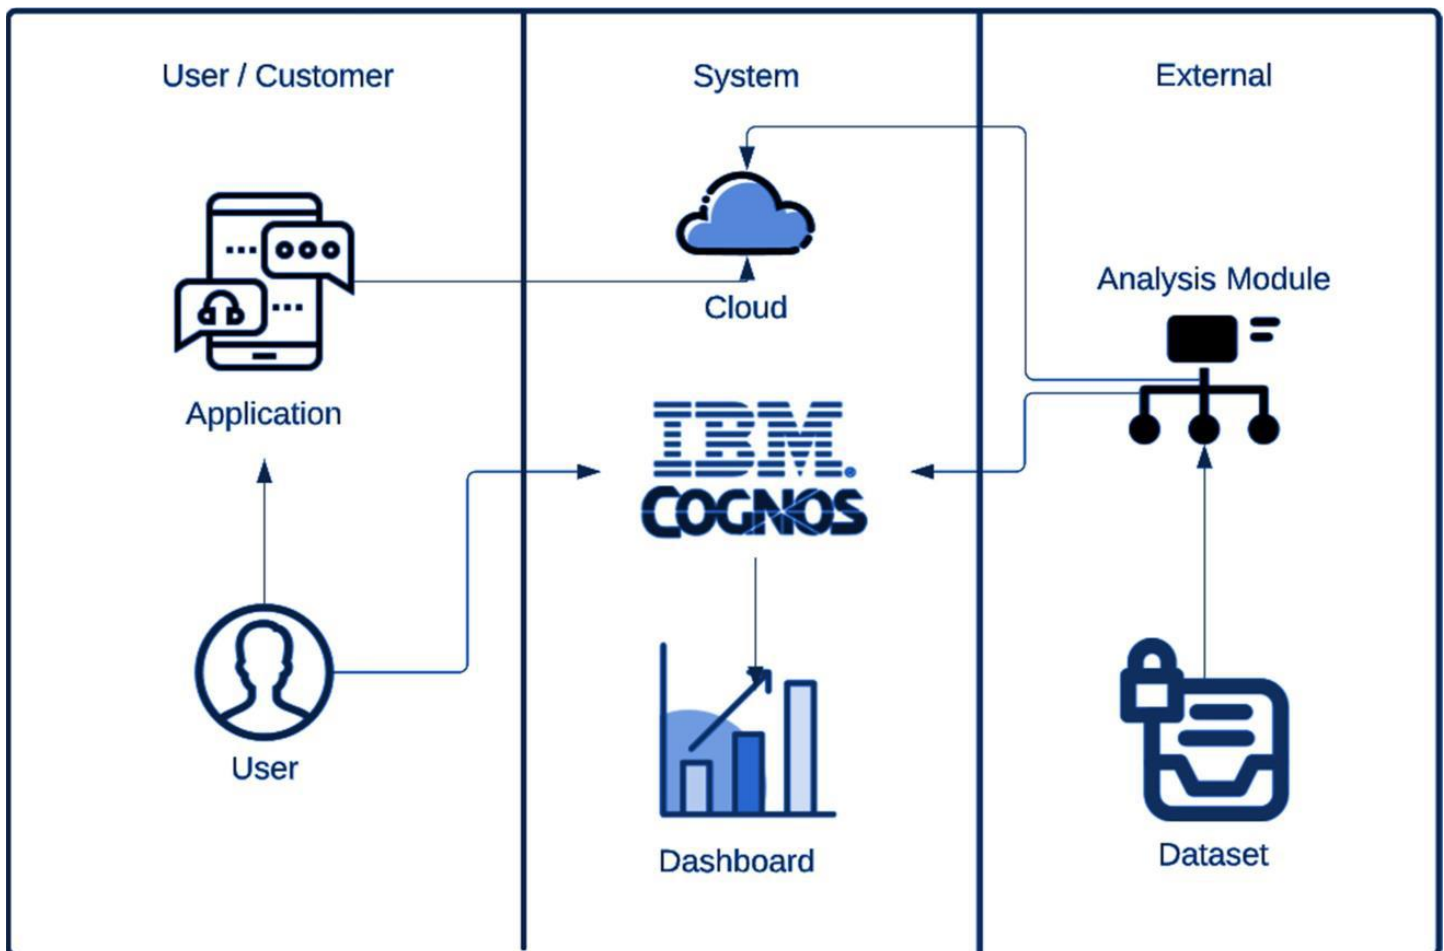 User / Customer
System
External
Analysis Module
Cloud
Application
IBM.
COGNOS
User
Dashboard
Dataset